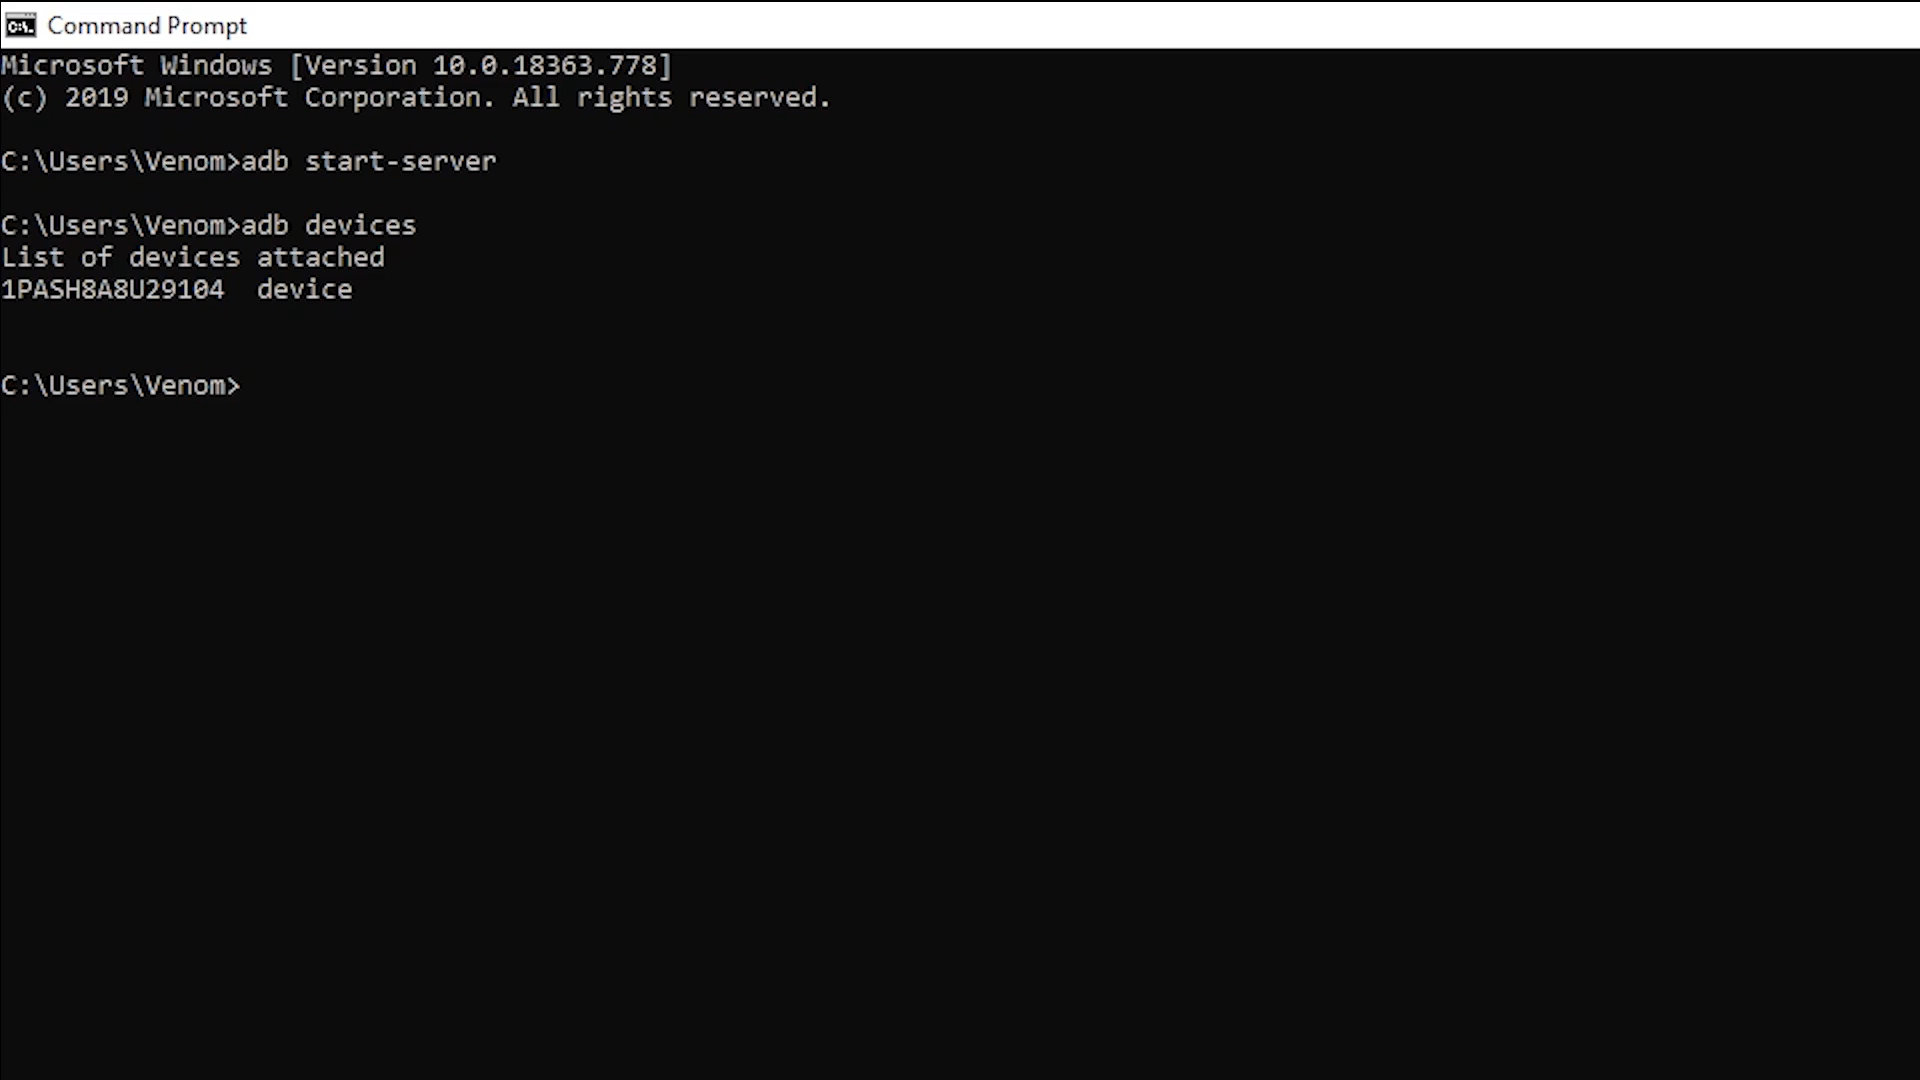 Command Prompt
Microsoft Windows [Version 10.0.18363.778]
(c) 2019 Microsoft Corporation. All rights reserved.
C:\Users\Venom>adb start-server
C:\Users\Venom>adb devices
List of devices attached
1PASH8A8U29104  device
C:\Users\Venom>